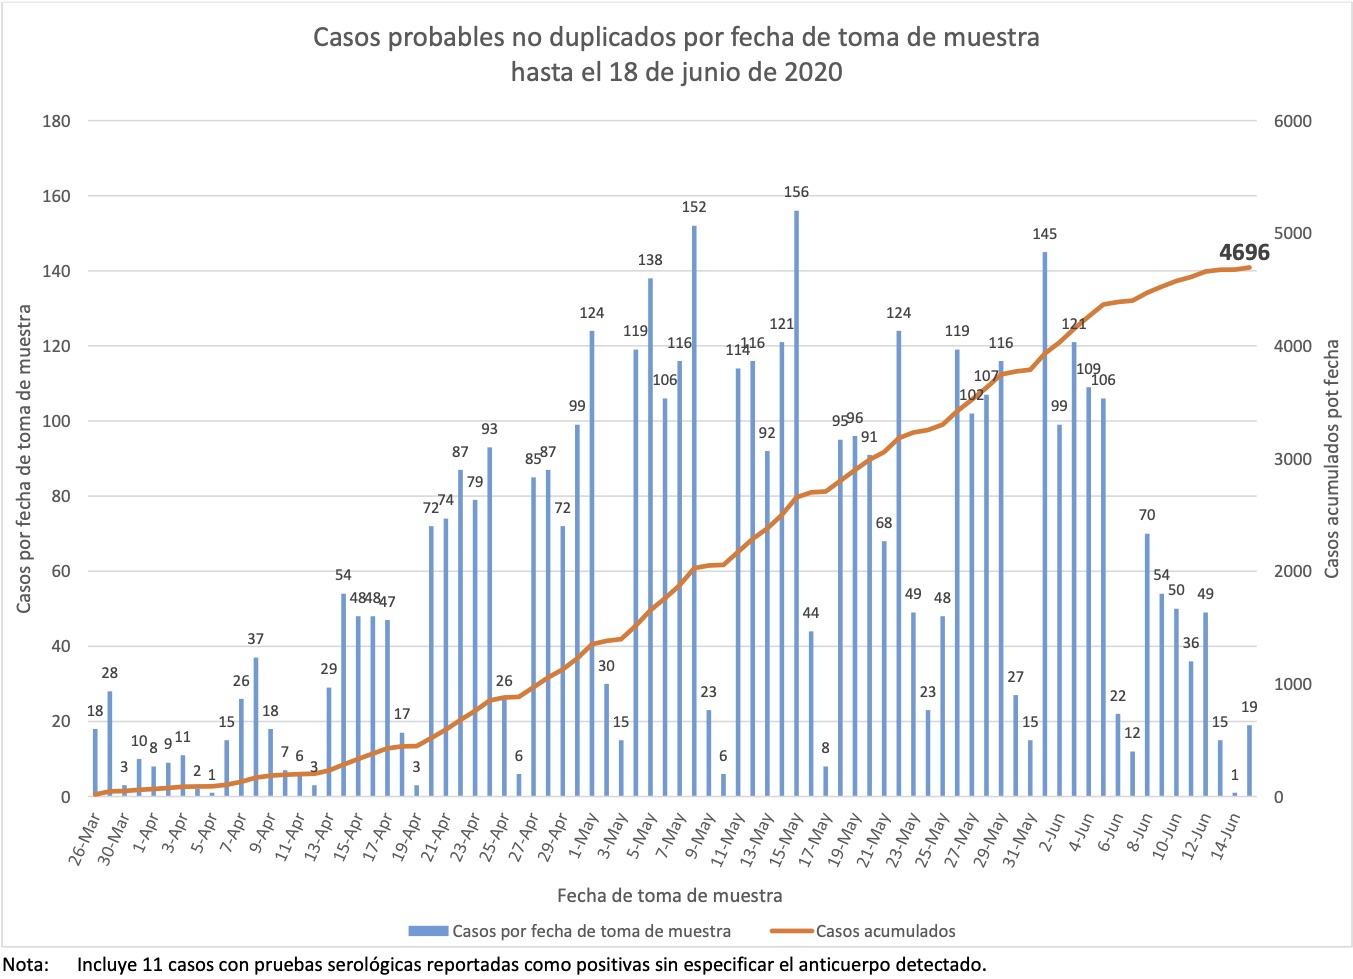 Casos probables no duplicados por fecha de toma de muestra
hasta el 18 de junio de 2020
180
160
140
120
100
80
60
40
20
0
Casos por fecha de toma de muestra
6000
5000
4000
3000
2000
1000
0
Casos acumulados pot fecha
4696
18
28
3
10
8
9
11
2
1
15
26
37
18
7
6
3
29
54
48
48
47
17
3
72
74
87
79
93
26
6
85
87
72
99
124
30
15
119
138
106
116
152
23
6
114
116
92
121
156
44
8
95
96
91
68
124
49
23
48
119
102
107
116
27
15
145
99
121
109
106
22
12
70
54
50
36
49
15
1
19
26-Mar
30-Mar
1-Apr
3-Apr
5-Apr
7-Apr
9-Apr
11-Apr
13-Apr
15-Apr
17-Apr
19-Apr
21-Apr
23-Apr
25-Apr
27-Apr
29-Apr
1-May
3-May
5-May
7-May
9-May
11-May
13-May
15-May
17-May
19-May
21-May
23-May
25-May
27-May
29-May
31-May
2-Jun
4-Jun
6-Jun
8-Jun
10-Jun
12-Jun
14-Jun
Fecha de toma de muestra
Casos por fecha de toma de muestra
Casos acumulados
Nota: Incluye 11 casos con pruebas serológicas reportadas como positivas sin especificar el anticuerpo detectado.